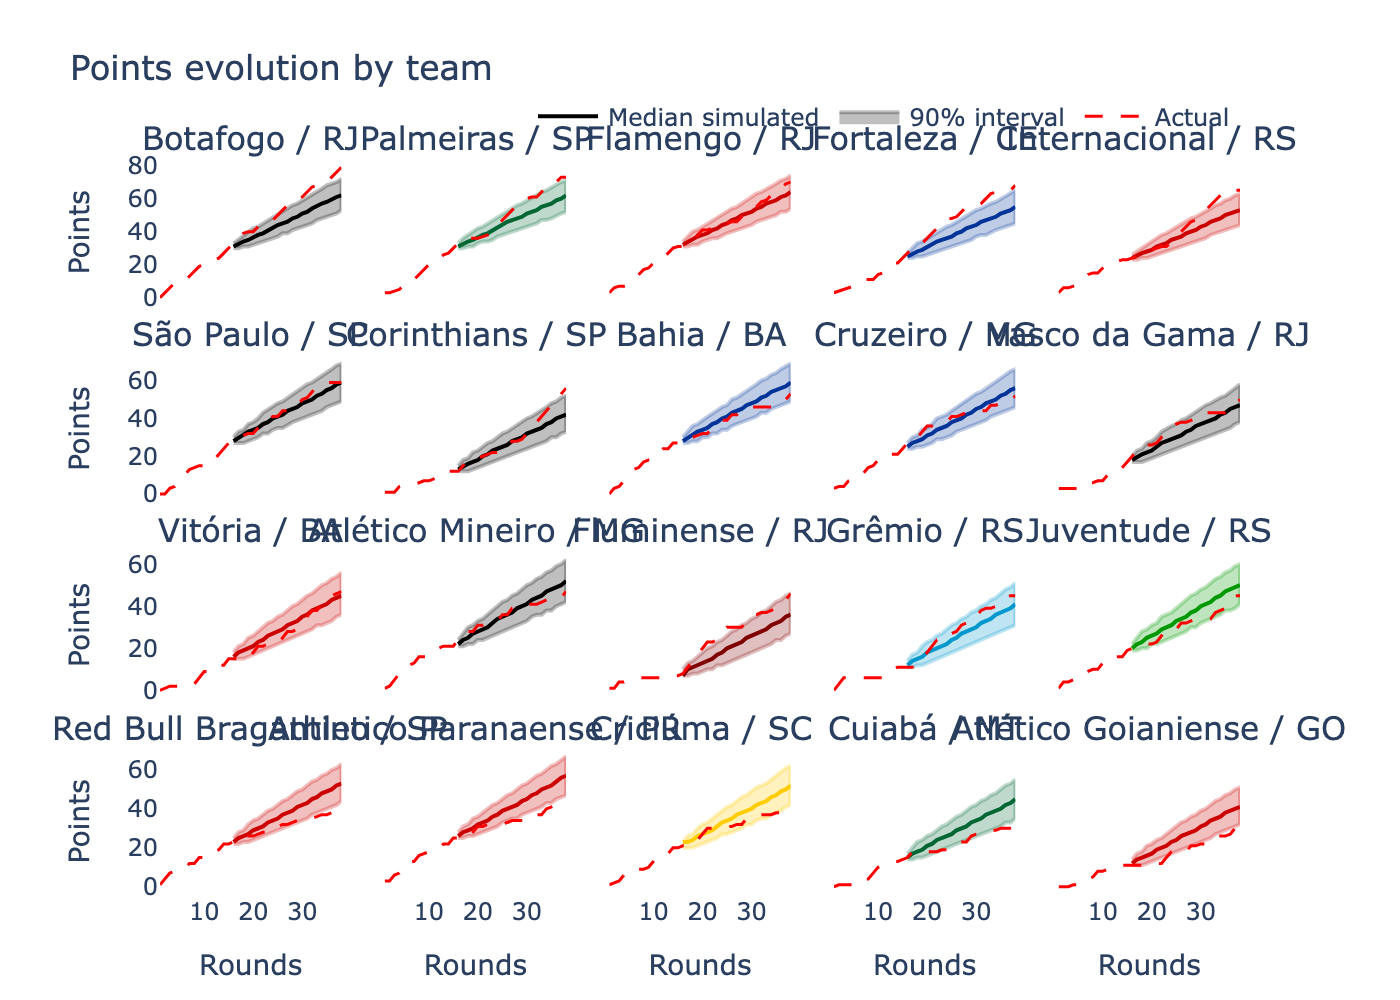 Points evolution by team
Median simulated 90% interval Actual
Botafogo / RJ Palmeiras / SP Flamengo / RJ Fortaleza / CE Internacional / RS
80
60
40
20
0
Points
São Paulo / SP Corinthians / SP Bahia / BA Cruzeiro / MG Vasco da Gama / RJ
60
40
20
0
Points
Vitória / BA Atlético Mineiro / MG Fluminense / RJ Grêmio / RS Juventude / RS
60
40
20
0
Points
Red Bull Bragantino / SP Athletico Paranaense / PR Criciúma / SC Cuiabá / MT Atlético Goianiense / GO
60
40
20
0
Points
10 20 30 10 20 30 10 20 30 10 20 30 10 20 30
Rounds Rounds Rounds Rounds Rounds